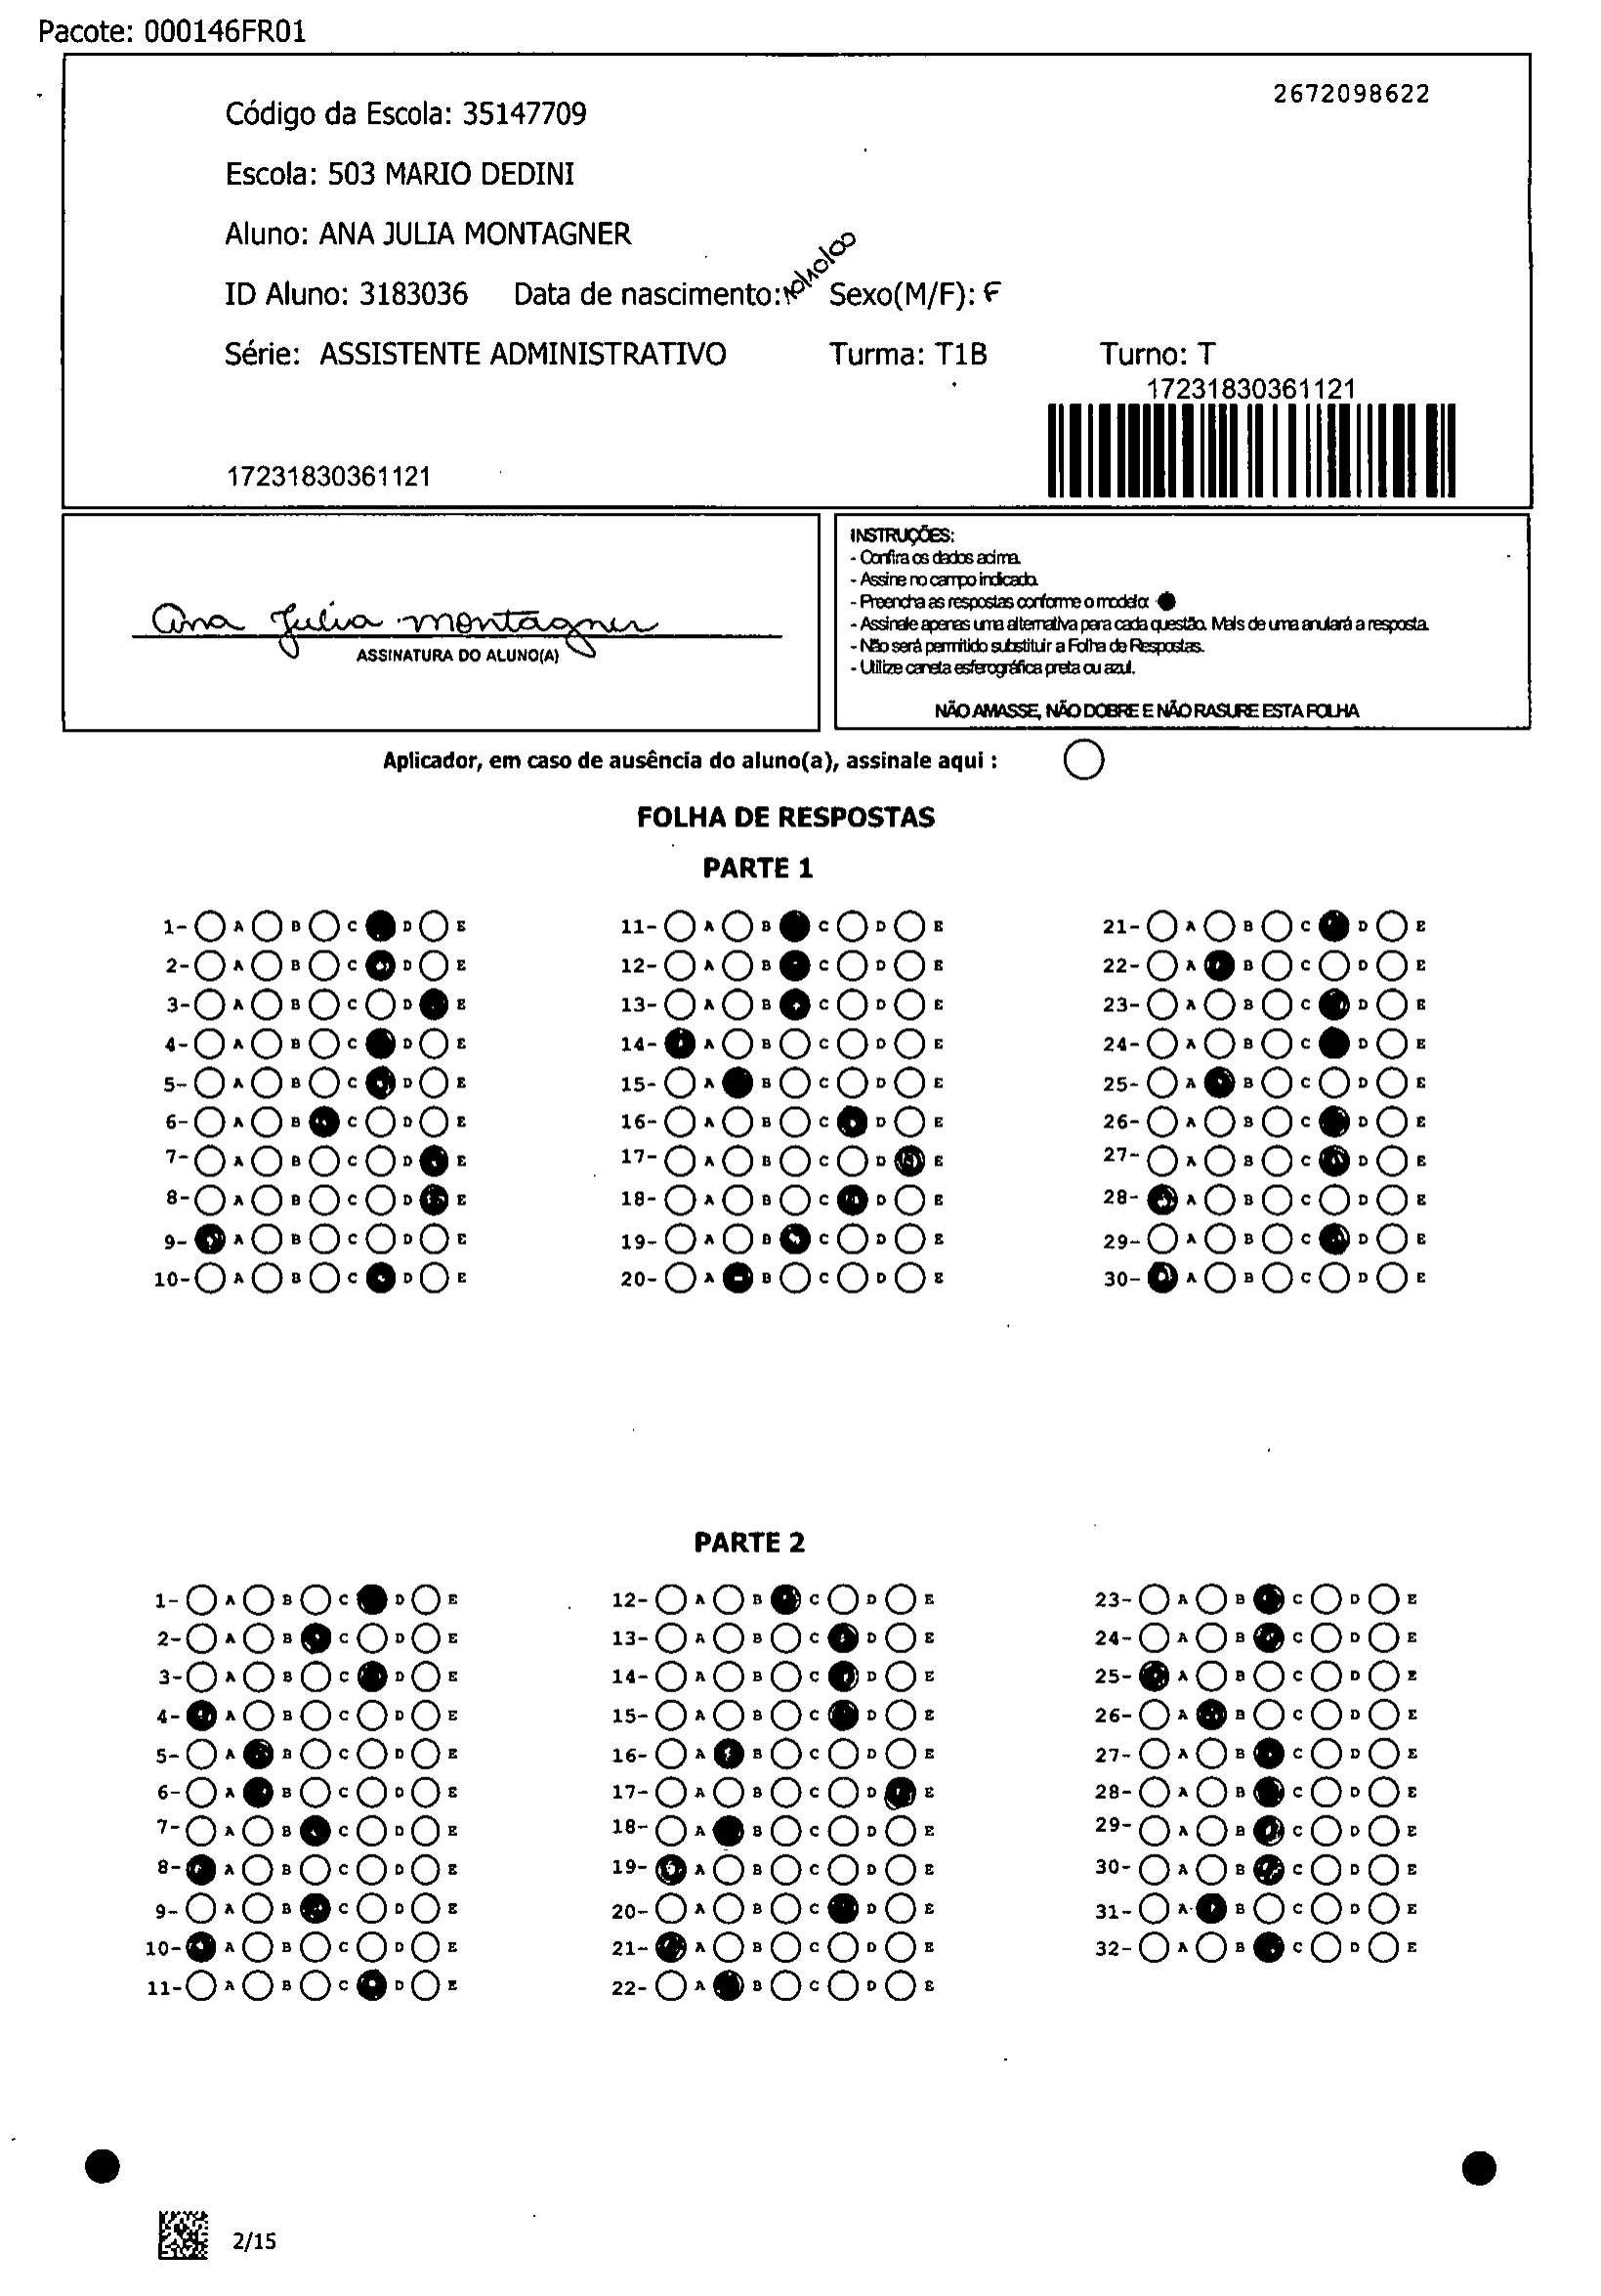 Pacote: 000146FR01
2672098622
Código da Escola: 35147709
Escola: 503 MARIO DEDINI
Aluno: ANA JULIA MONTAGNER
ID Aluno: 3183036 Data de nascimento: Sexo(M/F): F
Série: ASSISTENTE ADMINISTRATIVO Turma: T1B Turno: T
17231830361121
17231830361121
Ana Julia Montagner
ASSINATURA DO ALUNO(A)
INSTRUÇÕES:
- Confira os dados acima.
- Assine no campo indicado.
- Preencha as respostas conforme o modelo:
- Assinale apenas uma alternativa para cada questão. Mais de uma anulará a resposta.
- Não será permitido substituir a Folha de Respostas.
- Utilize caneta esferográfica preta ou azul.
NÃO AMASSE, NÃO DOBRE E NÃO RASURE ESTA FOLHA
Aplicador, em caso de ausência do aluno(a), assinale aqui :
FOLHA DE RESPOSTAS
PARTE 1
1- A B C D E 11- A B C D E 21- A B C D E
2- A B C D E 12- A B C D E 22- A B C D E
3- A B C D E 13- A B C D E 23- A B C D E
4- A B C D E 14- A B C D E 24- A B C D E
5- A B C D E 15- A B C D E 25- A B C D E
6- A B C D E 16- A B C D E 26- A B C D E
7- A B C D E 17- A B C D E 27- A B C D E
8- A B C D E 18- A B C D E 28- A B C D E
9- A B C D E 19- A B C D E 29- A B C D E
10- A B C D E 20- A B C D E 30- A B C D E
PARTE 2
1- A B C D E 12- A B C D E 23- A B C D E
2- A B C D E 13- A B C D E 24- A B C D E
3- A B C D E 14- A B C D E 25- A B C D E
4- A B C D E 15- A B C D E 26- A B C D E
5- A B C D E 16- A B C D E 27- A B C D E
6- A B C D E 17- A B C D E 28- A B C D E
7- A B C D E 18- A B C D E 29- A B C D E
8- A B C D E 19- A B C D E 30- A B C D E
9- A B C D E 20- A B C D E 31- A B C D E
10- A B C D E 21- A B C D E 32- A B C D E
11- A B C D E 22- A B C D E
2/15